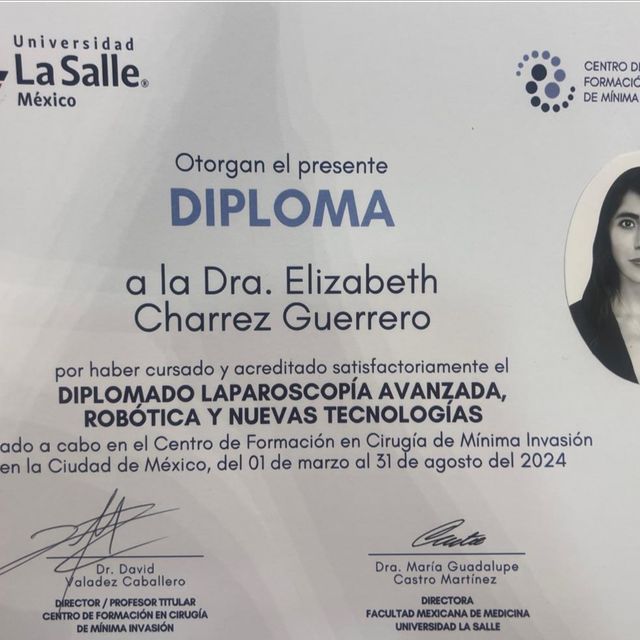 Universidad
La Salle®
México
CENTRO DE
FORMACIÓN
DE MÍNIMA
Otorgan el presente
DIPLOMA
a la Dra. Elizabeth
Charrez Guerrero
por haber cursado y acreditado satisfactoriamente el
DIPLOMADO LAPAROSCOPÍA AVANZADA,
ROBÓTICA Y NUEVAS TECNOLOGÍAS
ado a cabo en el Centro de Formación en Cirugía de Mínima Invasión
en la Ciudad de México, del 01 de marzo al 31 de agosto del 2024
Dr. David
Valadez Caballero
DIRECTOR / PROFESOR TITULAR
CENTRO DE FORMACIÓN EN CIRUGÍA
DE MÍNIMA INVASIÓN
Dra. María Guadalupe
Castro Martínez
DIRECTORA
FACULTAD MEXICANA DE MEDICINA
UNIVERSIDAD LA SALLE